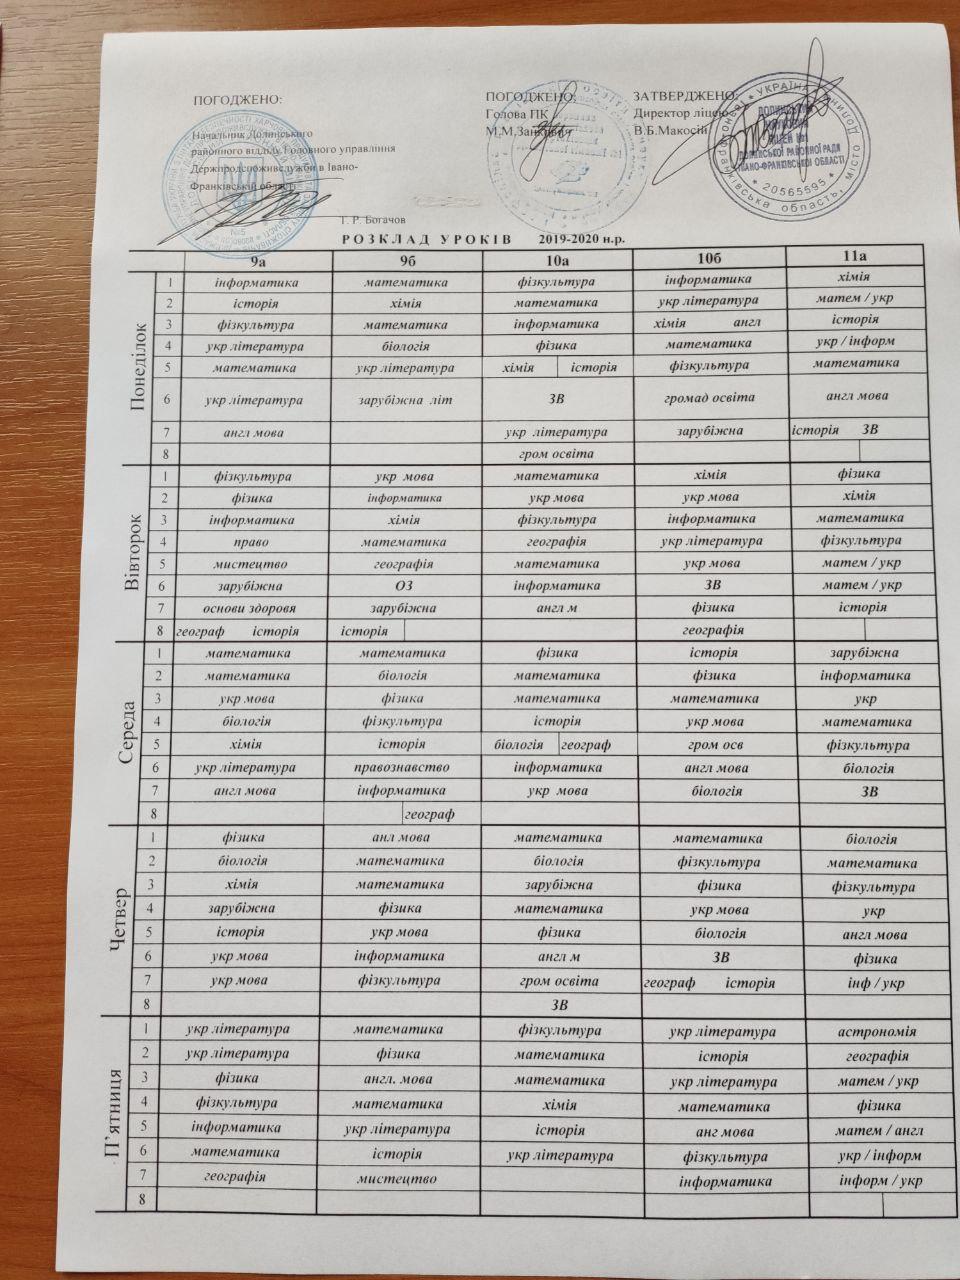 ПОГОДЖЕНО:
Начальник Долинського
районного відділу Головного управління
Держпродспоживслужби в Івано-
Франківській області
Г. Р. Богачов
ПОГОДЖЕНО:
Голова ПК
ЗАТВЕРДЖЕНО:
Директор ліцею
В.Б.Макосій
№5
УКРАЇНА
ДОЛИНСЬКИЙ
ЛІЦЕЙ №1
ДОЛИНСЬКОЇ РАЙОННОЇ РАДИ
ІВАНО-ФРАНКІВСЬКОЇ ОБЛАСТІ
* 20565595 *
РОЗКЛАД УРОКІВ 2019-2020 н.р.
9а 9б 10а 10б 11а
Понеділок
1 інформатика математика фізкультура інформатика хімія
2 історія хімія математика укр література матем / укр
3 фізкультура математика інформатика хімія англ історія
4 укр література біологія фізика математика укр / інформ
5 математика укр література хімія історія фізкультура математика
6 укр література зарубіжна літ ЗВ громад освіта англ мова
7 англ мова укр література зарубіжна історія ЗВ
8 гром освіта
Вівторок
1 фізкультура укр мова математика хімія фізика
2 фізика інформатика укр мова укр мова хімія
3 інформатика хімія фізкультура інформатика математика
4 право математика географія укр література фізкультура
5 мистецтво географія математика укр мова матем / укр
6 зарубіжна ОЗ інформатика ЗВ матем / укр
7 основи здоровя зарубіжна англ м фізика історія
8 географ історія історія географія
Середа
1 математика математика фізика історія зарубіжна
2 математика біологія математика фізика інформатика
3 укр мова фізика математика математика укр
4 біологія фізкультура історія укр мова математика
5 хімія історія біологія географ гром осв фізкультура
6 укр література правознавство інформатика англ мова біологія
7 англ мова інформатика укр мова біологія ЗВ
8 географ
Четвер
1 фізика анл мова математика математика біологія
2 біологія математика біологія фізкультура математика
3 хімія математика зарубіжна фізика фізкультура
4 зарубіжна фізика математика укр мова укр
5 історія укр мова фізика біологія англ мова
6 укр мова інформатика англ м ЗВ фізика
7 укр мова фізкультура гром освіта географ історія інф / укр
8 ЗВ
П'ятниця
1 укр література математика фізкультура укр література астрономія
2 укр література фізика математика історія географія
3 фізика англ. мова математика укр література матем / укр
4 фізкультура математика хімія математика фізика
5 інформатика укр література історія анг мова матем / англ
6 математика історія укр література фізкультура укр / інформ
7 географія мистецтво інформатика інформ / укр
8